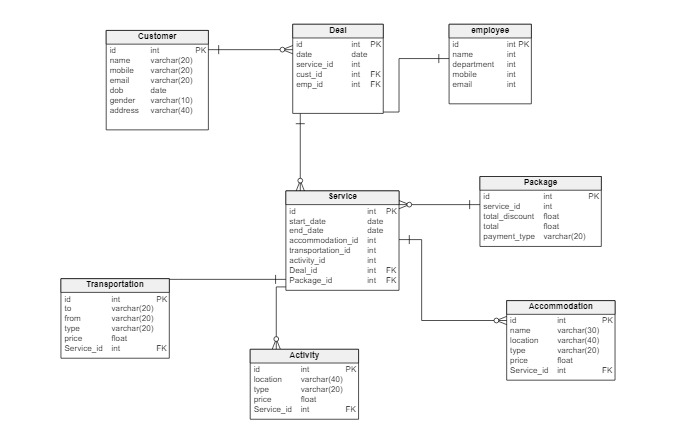 Customer
id int PK
name varchar(20)
mobile varchar(20)
email varchar(20)
dob date
gender varchar(10)
address varchar(40)
Deal
id int PK
date date
service_id int
cust_id int FK
emp_id int FK
employee
id int PK
name int
department int
mobile int
email int
Service
id int PK
start_date date
end_date date
accommodation_id int
transportation_id int
activity_id int
Deal_id int FK
Package_id int FK
Package
id int PK
service_id int
total_discount float
total float
payment_type varchar(20)
Transportation
id int PK
to varchar(20)
from varchar(20)
type varchar(20)
price float
Service_id int FK
Accommodation
id int PK
name varchar(30)
location varchar(40)
type varchar(20)
price float
Service_id int FK
Activity
id int PK
location varchar(40)
type varchar(20)
price float
Service_id int FK